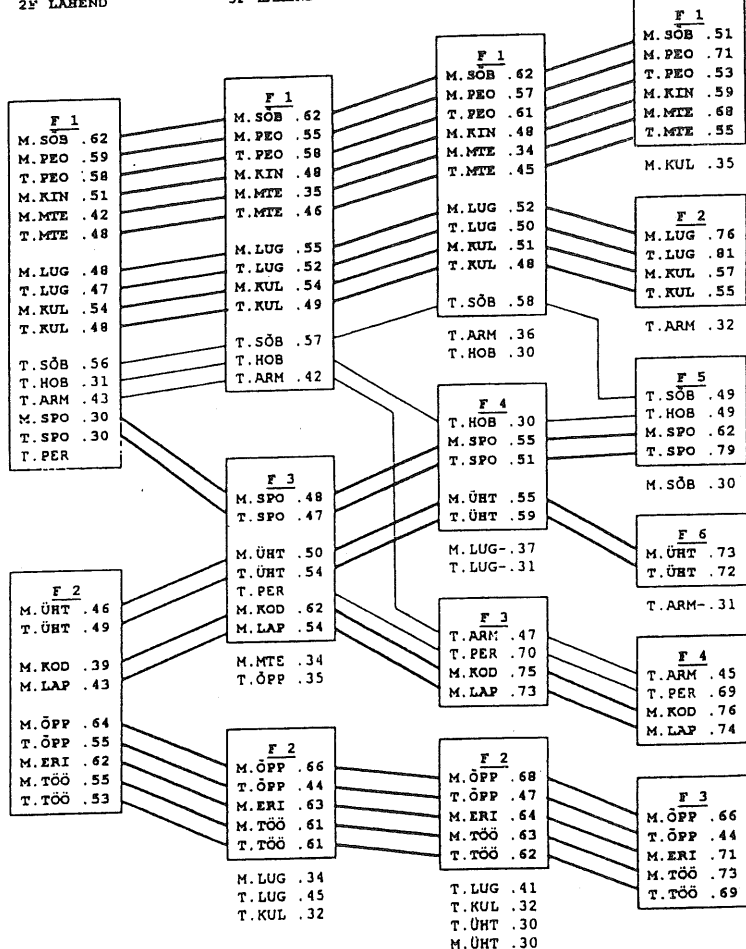 2F LAHEND
F 1
M.SÕB .62
M.PEO .59
T.PEO .58
M.KIN .51
M.MTE .42
T.MTE .48
M.LUG .48
T.LUG .47
M.KUL .54
T.KUL .48
T.SÕB .56
T.HOB .31
T.ARM .43
M.SPO .30
T.SPO .30
T.PER
F 2
M.ÜHT .46
T.ÜHT .49
M.KOD .39
M.LAP .43
M.ÕPP .64
T.ÕPP .55
M.ERI .62
M.TÖÖ .55
T.TÖÖ .53
F 1
M.SÕB .62
M.PEO .55
T.PEO .58
M.KIN .48
M.MTE .35
T.MTE .46
M.LUG .55
T.LUG .52
M.KUL .54
T.KUL .49
T.SÕB .57
T.HOB
T.ARM .42
F 3
M.SPO .48
T.SPO .47
M.ÜHT .50
T.ÜHT .54
T.PER
M.KOD .62
M.LAP .54
M.MTE .34
T.ÕPP .35
F 2
M.ÕPP .66
T.ÕPP .44
M.ERI .63
M.TÖÖ .61
T.TÖÖ .61
M.LUG .34
T.LUG .45
T.KUL .32
F 1
M.SÕB .62
M.PEO .57
T.PEO .61
M.KIN .48
M.MTE .34
T.MTE .45
M.LUG .52
T.LUG .50
M.KUL .51
T.KUL .48
T.SÕB .58
T.ARM .36
T.HOB .30
F 4
T.HOB .30
M.SPO .55
T.SPO .51
M.ÜHT .55
T.ÜHT .59
M.LUG-.37
T.LUG-.31
F 3
T.ARM .47
T.PER .70
M.KOD .75
M.LAP .73
F 2
M.ÕPP .68
T.ÕPP .47
M.ERI .64
M.TÖÖ .63
T.TÖÖ .62
T.LUG .41
T.KUL .32
T.ÜHT .30
M.ÜHT .30
F 1
M.SÕB .51
M.PEO .71
T.PEO .53
M.KIN .59
M.MTE .68
T.MTE .55
M.KUL .35
F 2
M.LUG .76
T.LUG .81
M.KUL .57
T.KUL .55
T.ARM .32
F 5
T.SÕB .49
T.HOB .49
M.SPO .62
T.SPO .79
M.SÕB .30
F 6
M.ÜHT .73
T.ÜHT .72
T.ARM-.31
F 4
T.ARM .45
T.PER .69
M.KOD .76
M.LAP .74
F 3
M.ÕPP .66
T.ÕPP .44
M.ERI .71
M.TÖÖ .73
T.TÖÖ .69